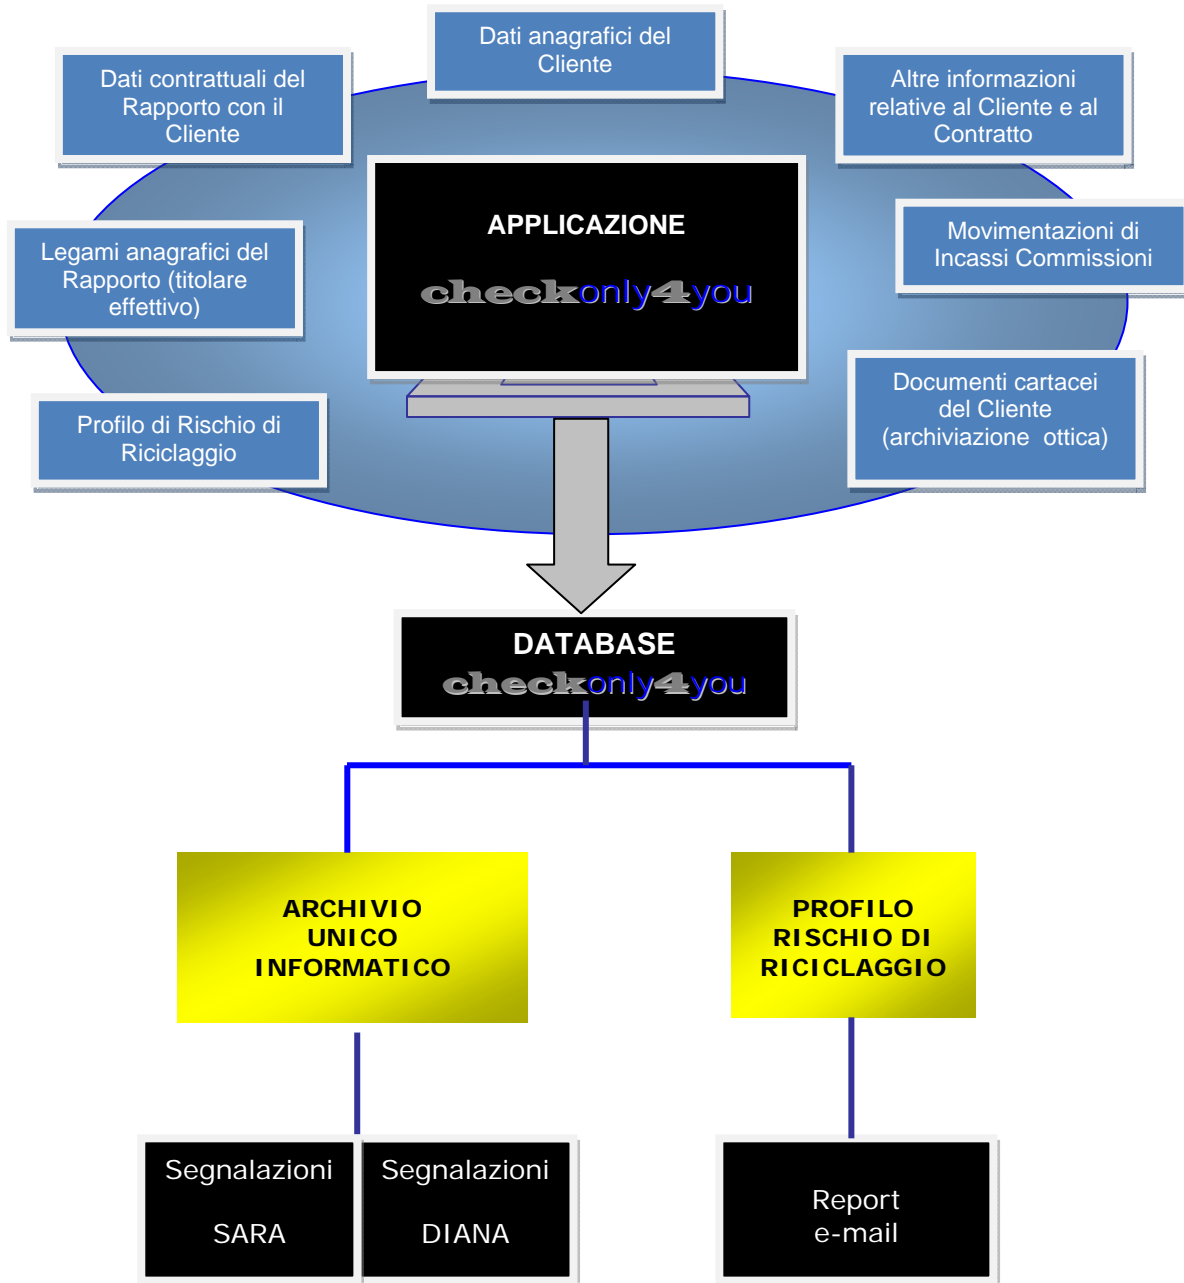 Dati anagrafici del
Cliente
Dati contrattuali del
Rapporto con il
Cliente
Altre informazioni
relative al Cliente e al
Contratto
APPLICAZIONE
checkonly4you
Legami anagrafici del
Rapporto (titolare
effettivo)
Movimentazioni di
Incassi Commissioni
Profilo di Rischio di
Riciclaggio
Documenti cartacei
del Cliente
(archiviazione ottica)
DATABASE
checkonly4you
ARCHIVIO
UNICO
INFORMATICO
PROFILO
RISCHIO DI
RICICLAGGIO
Segnalazioni
SARA
Segnalazioni
DIANA
Report
e-mail